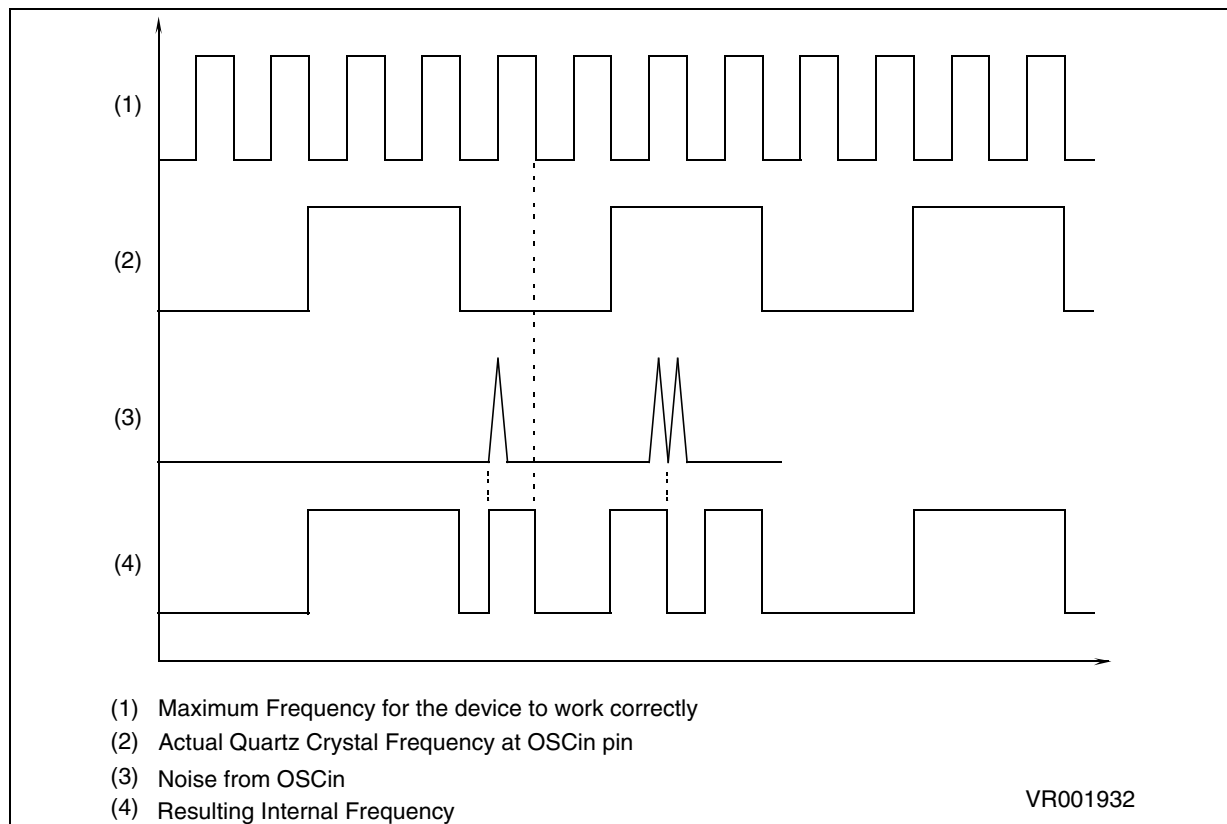 (1)
(2)
(3)
(4)
(1) Maximum Frequency for the device to work correctly
(2) Actual Quartz Crystal Frequency at OSCin pin
(3) Noise from OSCin
(4) Resulting Internal Frequency
VR001932